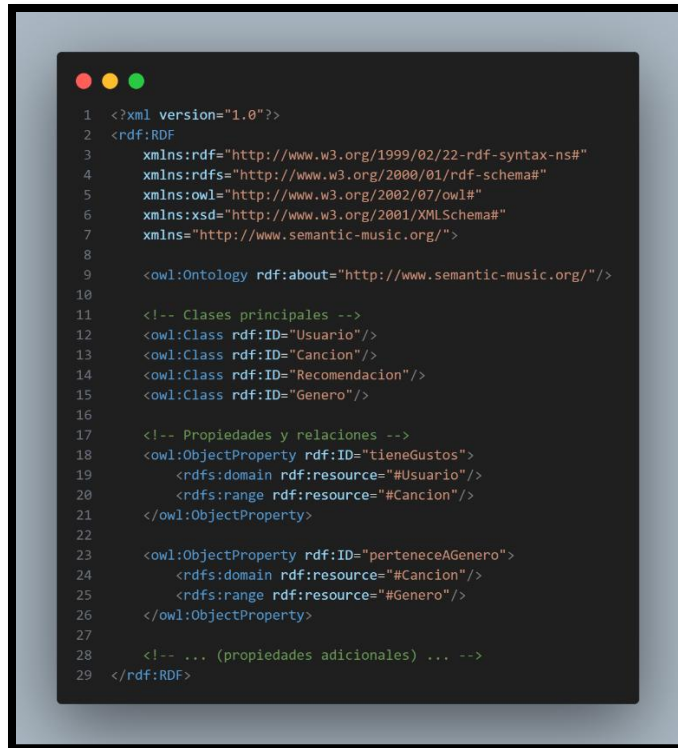 1 <?xml version="1.0"?>
2 <rdf:RDF
3 xmlns:rdf="http://www.w3.org/1999/02/22-rdf-syntax-ns#"
4 xmlns:rdfs="http://www.w3.org/2000/01/rdf-schema#"
5 xmlns:owl="http://www.w3.org/2002/07/owl#"
6 xmlns:xsd="http://www.w3.org/2001/XMLSchema#"
7 xmlns="http://www.semantic-music.org/">
8
9 <owl:Ontology rdf:about="http://www.semantic-music.org/"/>
10
11 <!-- Clases principales -->
12 <owl:Class rdf:ID="Usuario"/>
13 <owl:Class rdf:ID="Cancion"/>
14 <owl:Class rdf:ID="Recomendacion"/>
15 <owl:Class rdf:ID="Genero"/>
16
17 <!-- Propiedades y relaciones -->
18 <owl:ObjectProperty rdf:ID="tieneGustos">
19 <rdfs:domain rdf:resource="#Usuario"/>
20 <rdfs:range rdf:resource="#Cancion"/>
21 </owl:ObjectProperty>
22
23 <owl:ObjectProperty rdf:ID="perteneceAGenero">
24 <rdfs:domain rdf:resource="#Cancion"/>
25 <rdfs:range rdf:resource="#Genero"/>
26 </owl:ObjectProperty>
27
28 <!-- ... (propiedades adicionales) ... -->
29 </rdf:RDF>